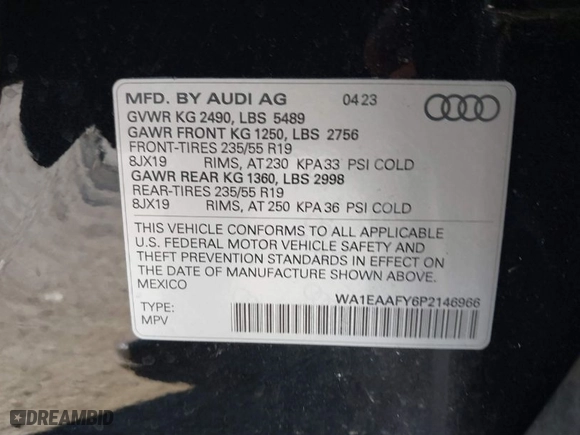 MFD. BY AUDI AG 04 23
GVWR KG 2490, LBS 5489
GAWR FRONT KG 1250, LBS 2756
FRONT-TIRES 235/55 R19
8JX19 RIMS, AT 230 KPA 33 PSI COLD
GAWR REAR KG 1360, LBS 2998
REAR-TIRES 235/55 R19
8JX19 RIMS, AT 250 KPA 36 PSI COLD
THIS VEHICLE CONFORMS TO ALL APPLICABLE
U.S. FEDERAL MOTOR VEHICLE SAFETY AND
THEFT PREVENTION STANDARDS IN EFFECT ON
THE DATE OF MANUFACTURE SHOWN ABOVE.
MEXICO
WA1EAAFY6P2146966
TYPE:
MPV
DREAMBID